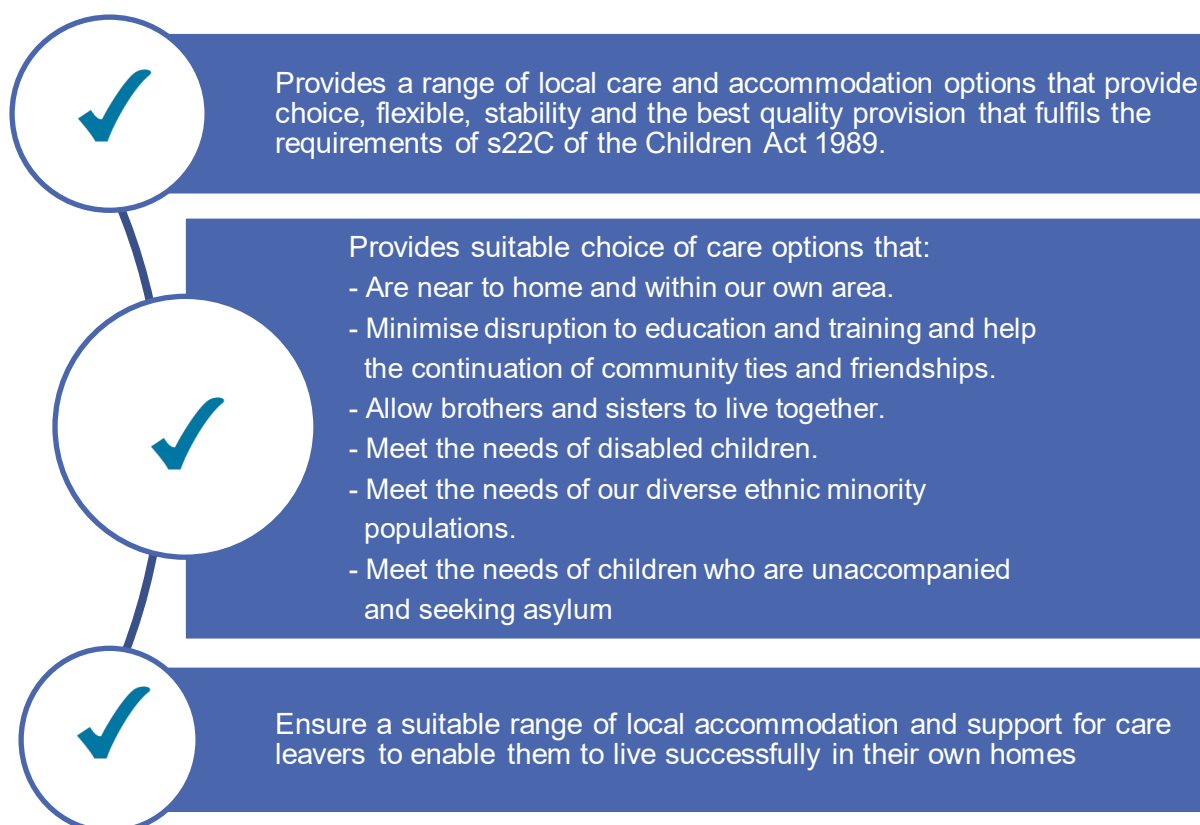 Provides a range of local care and accommodation options that provide
choice, flexible, stability and the best quality provision that fulfils the
requirements of s22C of the Children Act 1989.
Provides suitable choice of care options that:
- Are near to home and within our own area.
- Minimise disruption to education and training and help
the continuation of community ties and friendships.
- Allow brothers and sisters to live together.
- Meet the needs of disabled children.
- Meet the needs of our diverse ethnic minority
populations.
- Meet the needs of children who are unaccompanied
and seeking asylum
Ensure a suitable range of local accommodation and support for care
leavers to enable them to live successfully in their own homes